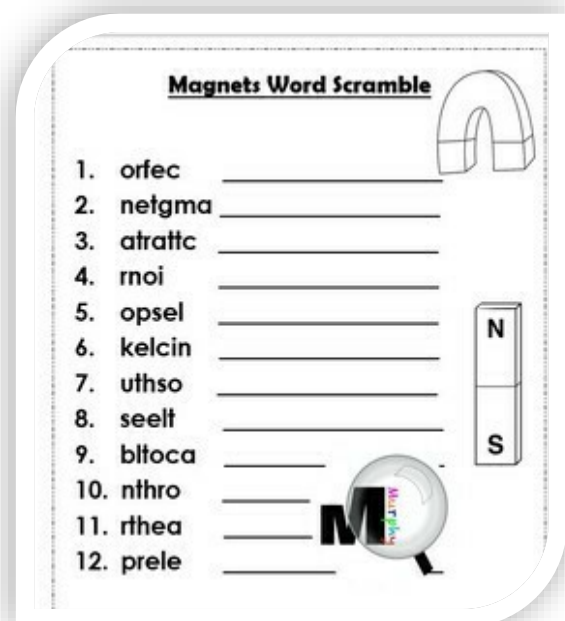 Magnets Word Scramble
1. orfec
2. netgma
3. atrattc
4. rnoi
5. opsel
6. kelcin
7. uthso
8. seelt
9. bltoca
10. nthro
11. rthea
12. prele
N
S
M
Murphy